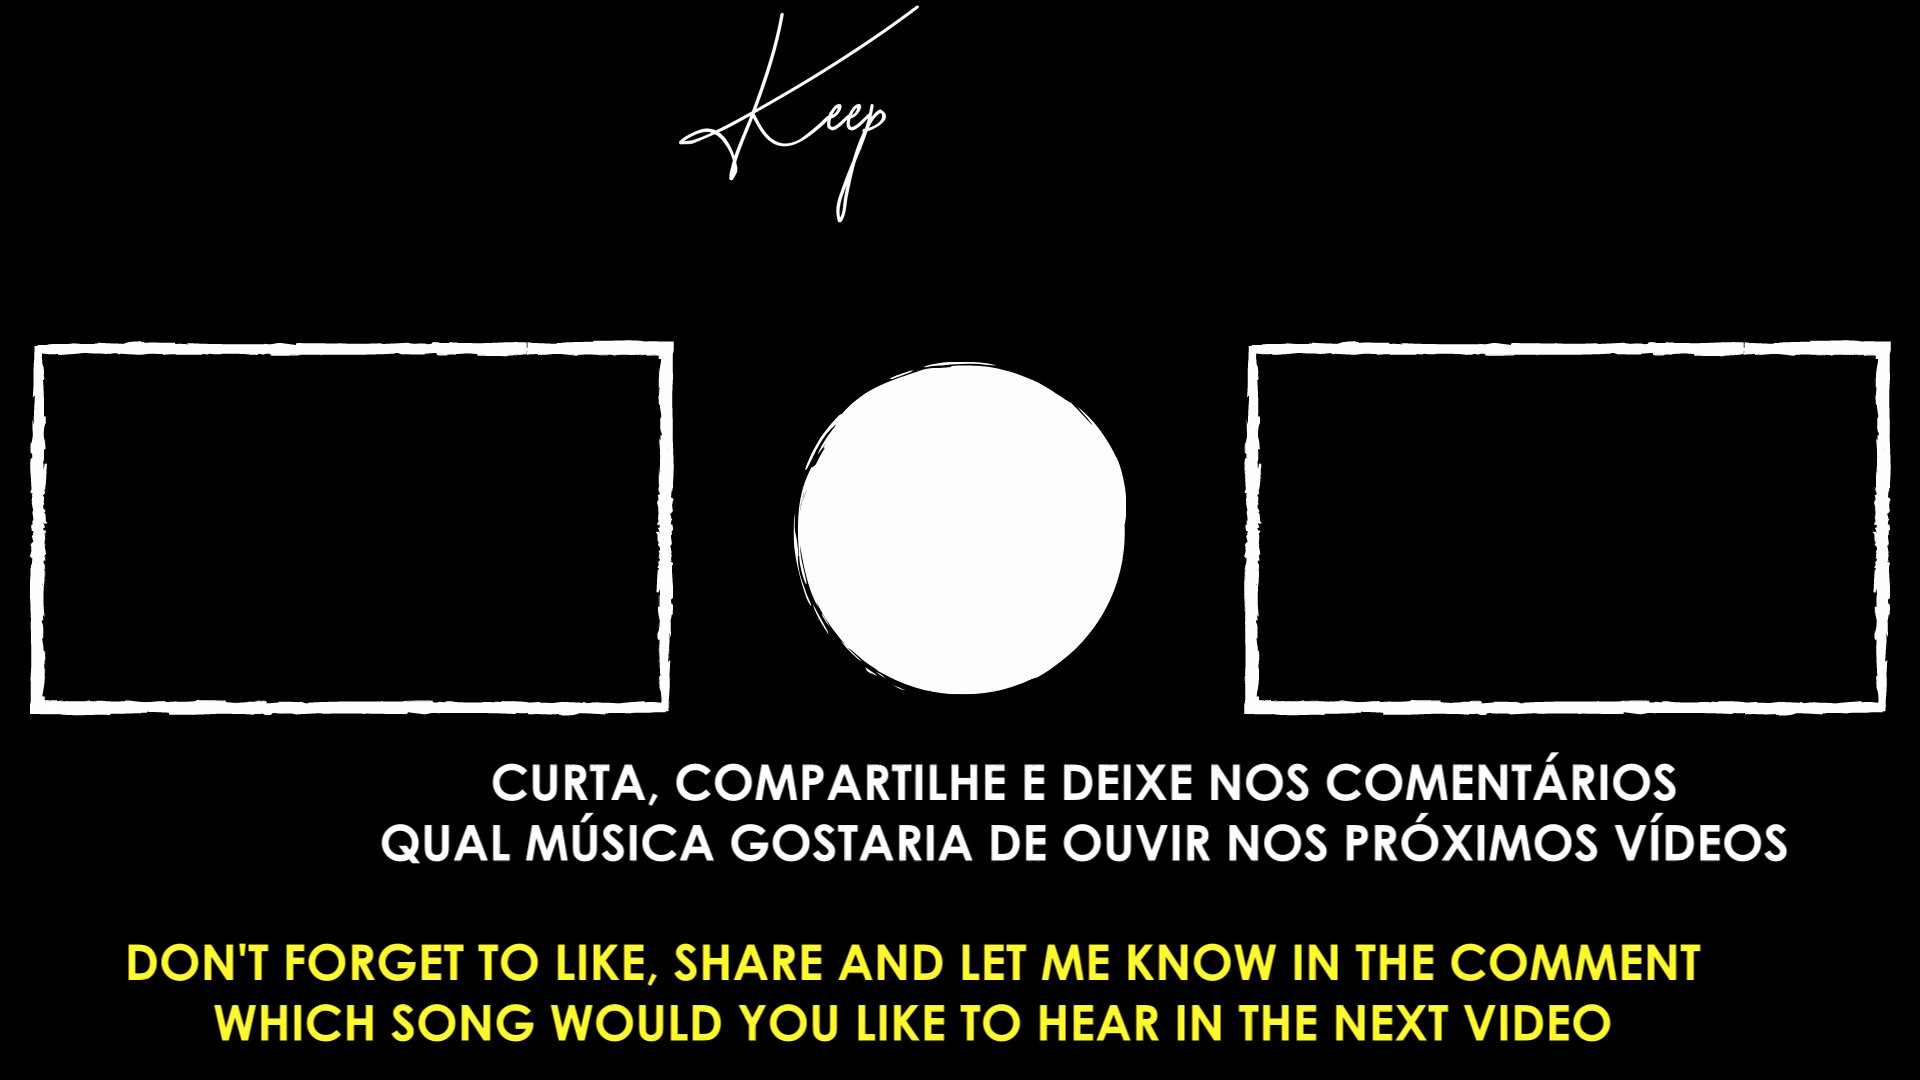 Keep
CURTA, COMPARTILHE E DEIXE NOS COMENTÁRIOS
QUAL MÚSICA GOSTARIA DE OUVIR NOS PRÓXIMOS VÍDEOS
DON'T FORGET TO LIKE, SHARE AND LET ME KNOW IN THE COMMENT
WHICH SONG WOULD YOU LIKE TO HEAR IN THE NEXT VIDEO